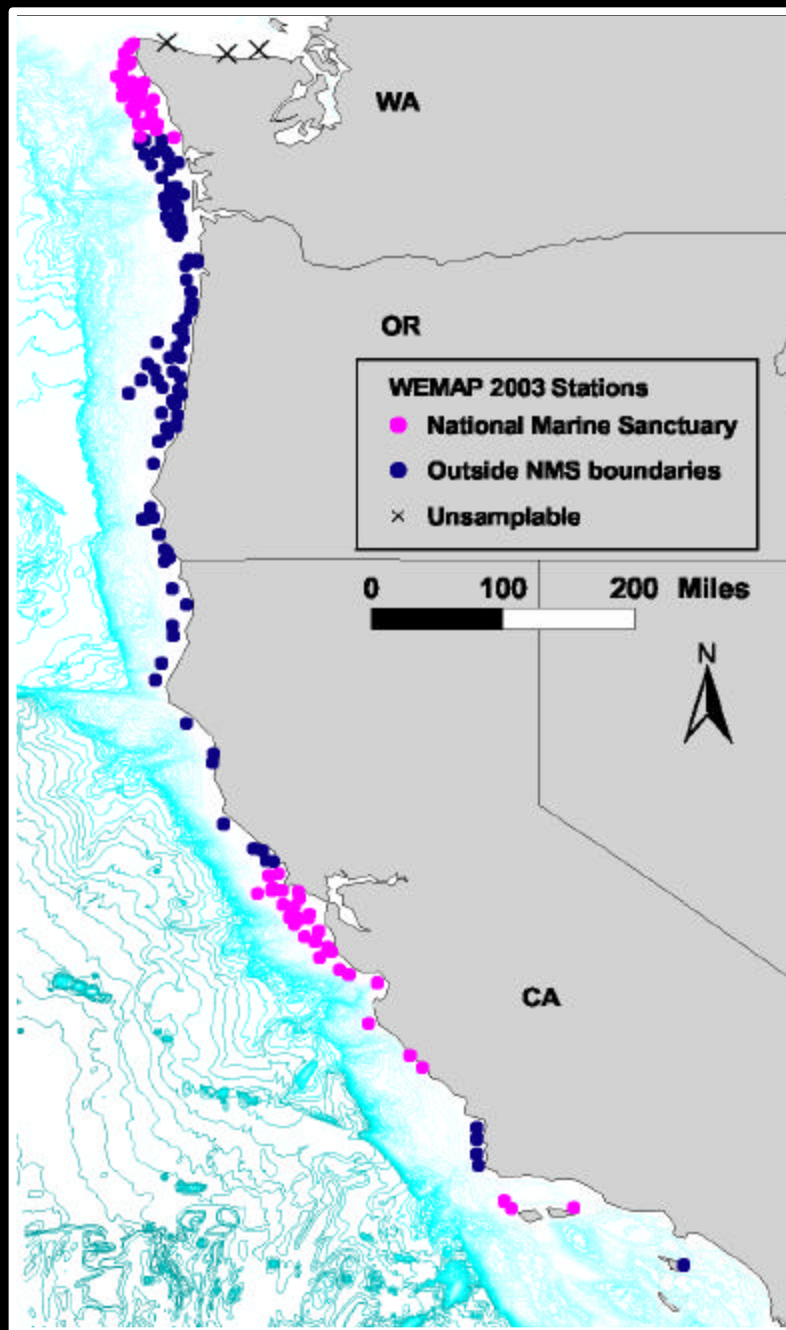 WA
OR
WEMAP 2003 Stations
National Marine Sanctuary
Outside NMS boundaries
Unsamplable
0 100 200 Miles
N
CA